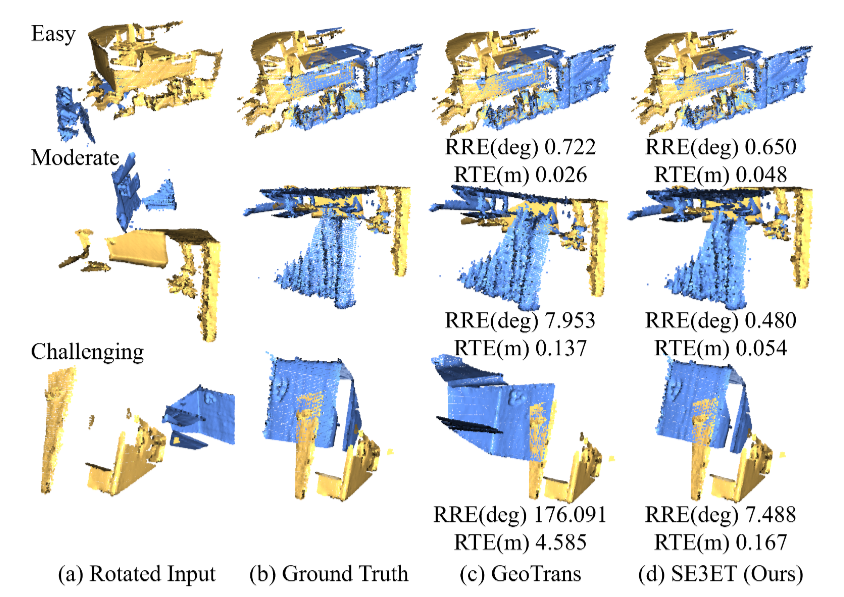 Easy
RRE(deg) 0.722
RTE(m) 0.026
RRE(deg) 0.650
RTE(m) 0.048
Moderate
RRE(deg) 7.953
RTE(m) 0.137
RRE(deg) 0.480
RTE(m) 0.054
Challenging
RRE(deg) 176.091
RTE(m) 4.585
RRE(deg) 7.488
RTE(m) 0.167
(a) Rotated Input
(b) Ground Truth
(c) GeoTrans
(d) SE3ET (Ours)